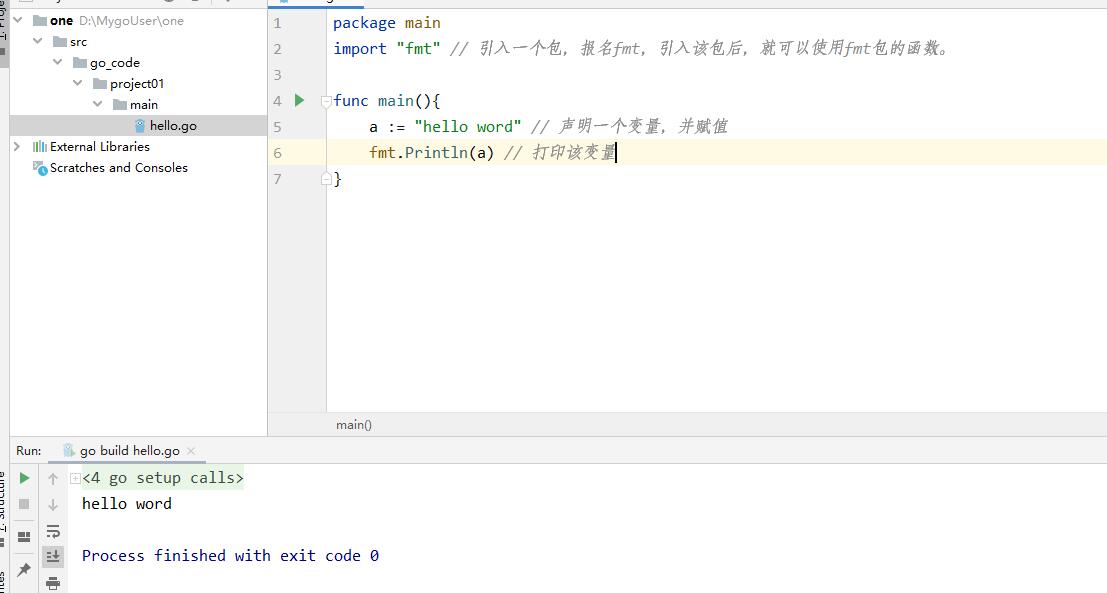 one D:\MygoUser\one
src
go_code
project01
main
hello.go
External Libraries
Scratches and Consoles
1 package main
2 import "fmt" // 引入一个包，报名fmt，引入该包后，就可以使用fmt包的函数。
3
4 func main(){
5 a := "hello word" // 声明一个变量，并赋值
6 fmt.Println(a) // 打印该变量
7 }
main()
Run: go build hello.go
<4 go setup calls>
hello word
Process finished with exit code 0